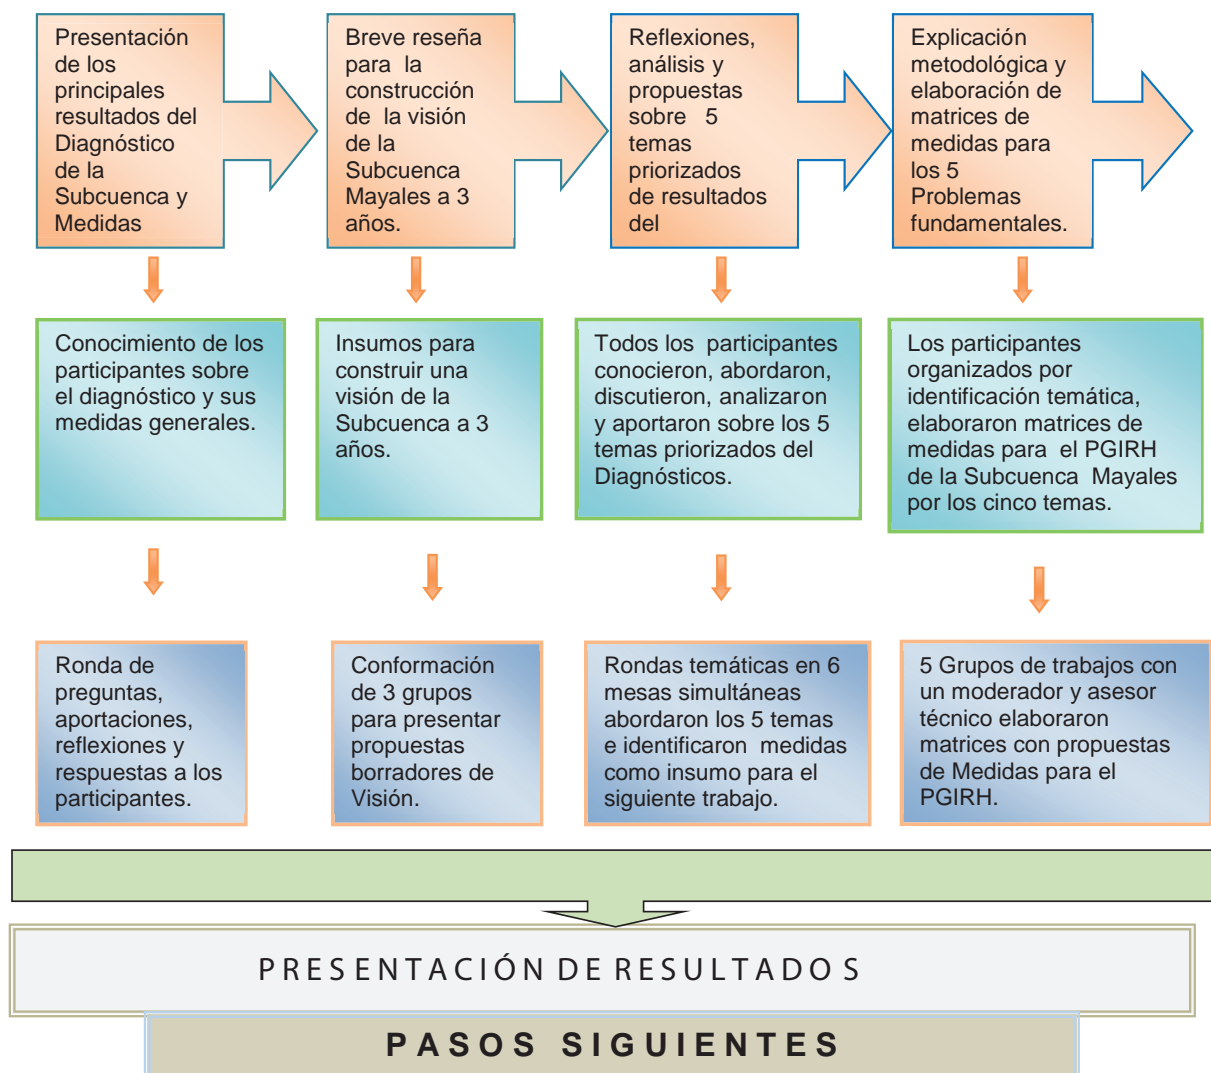 Presentación
de los
principales
resultados del
Diagnóstico
de la
Subcuenca y
Medidas
Breve reseña
para la
construcción
de la visión
de la
Subcuenca
Mayales a 3
años.
Reflexiones,
análisis y
propuestas
sobre 5
temas
priorizados
de resultados
del
Explicación
metodológica y
elaboración de
matrices de
medidas para
los 5
Problemas
fundamentales.
Conocimiento de los
participantes sobre
el diagnóstico y sus
medidas generales.
Insumos para
construir una
visión de la
Subcuenca a 3
años.
Todos los participantes
conocieron, abordaron,
discutieron, analizaron
y aportaron sobre los 5
temas priorizados del
Diagnósticos.
Los participantes
organizados por
identificación temática,
elaboraron matrices de
medidas para el PGIRH
de la Subcuenca Mayales
por los cinco temas.
Ronda de
preguntas,
aportaciones,
reflexiones y
respuestas a los
participantes.
Conformación
de 3 grupos
para presentar
propuestas
borradores de
Visión.
Rondas temáticas en 6
mesas simultáneas
abordaron los 5 temas
e identificaron medidas
como insumo para el
siguiente trabajo.
5 Grupos de trabajos con
un moderador y asesor
técnico elaboraron
matrices con propuestas
de Medidas para el
PGIRH.
PRESENTACIÓN DE RESULTADOS
PASOS SIGUIENTES